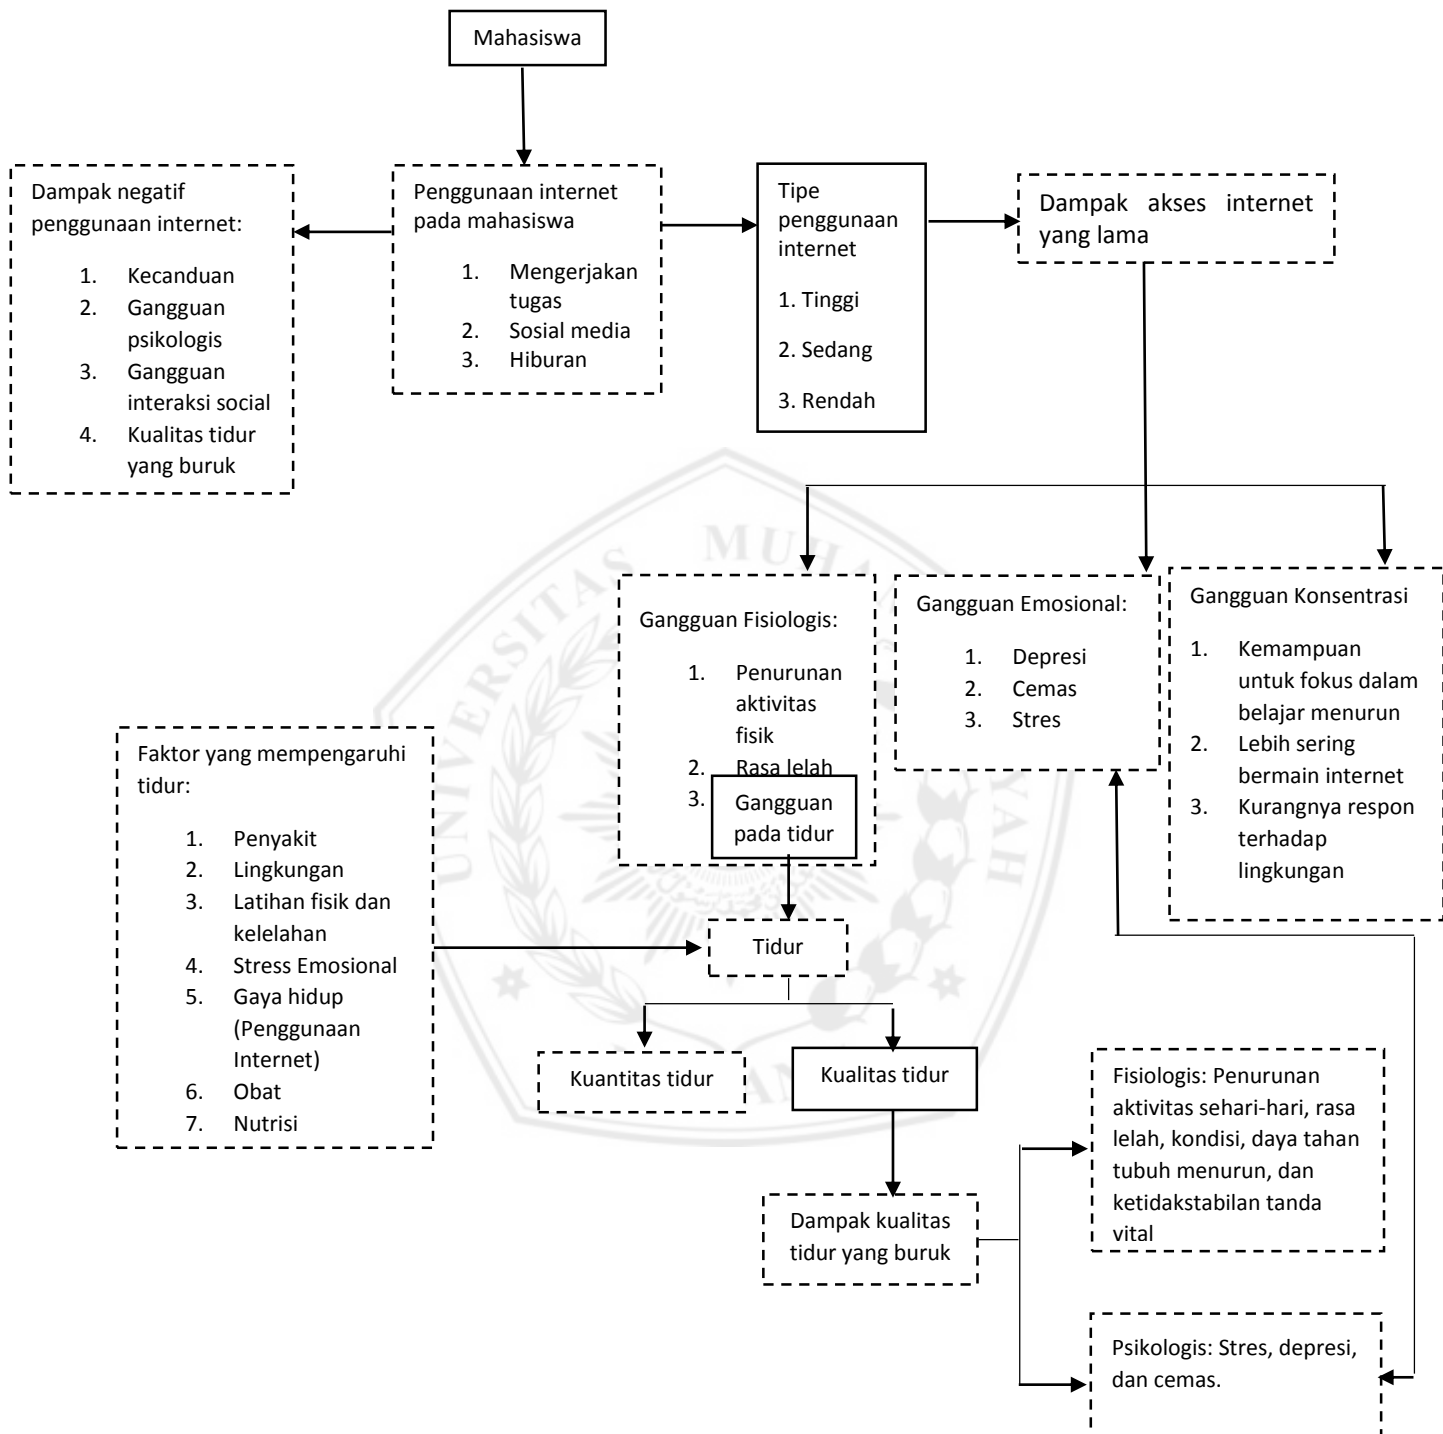 Mahasiswa
Dampak negatif
penggunaan internet:
1. Kecanduan
2. Gangguan
psikologis
3. Gangguan
interaksi social
4. Kualitas tidur
yang buruk
Penggunaan internet
pada mahasiswa
1. Mengerjakan
tugas
2. Sosial media
3. Hiburan
Tipe
penggunaan
internet
1. Tinggi
2. Sedang
3. Rendah
Dampak akses internet
yang lama
Gangguan Fisiologis:
1. Penurunan
aktivitas
fisik
2. Rasa lelah
3. Gangguan
pada tidur
Gangguan Emosional:
1. Depresi
2. Cemas
3. Stres
Gangguan Konsentrasi
1. Kemampuan
untuk fokus dalam
belajar menurun
2. Lebih sering
bermain internet
3. Kurangnya respon
terhadap
lingkungan
Faktor yang mempengaruhi
tidur:
1. Penyakit
2. Lingkungan
3. Latihan fisik dan
kelelahan
4. Stress Emosional
5. Gaya hidup
(Penggunaan
Internet)
6. Obat
7. Nutrisi
Tidur
Kuantitas tidur
Kualitas tidur
Dampak kualitas
tidur yang buruk
Fisiologis: Penurunan
aktivitas sehari-hari, rasa
lelah, kondisi, daya tahan
tubuh menurun, dan
ketidakstabilan tanda
vital
Psikologis: Stres, depresi,
dan cemas.
UNIVERSITAS